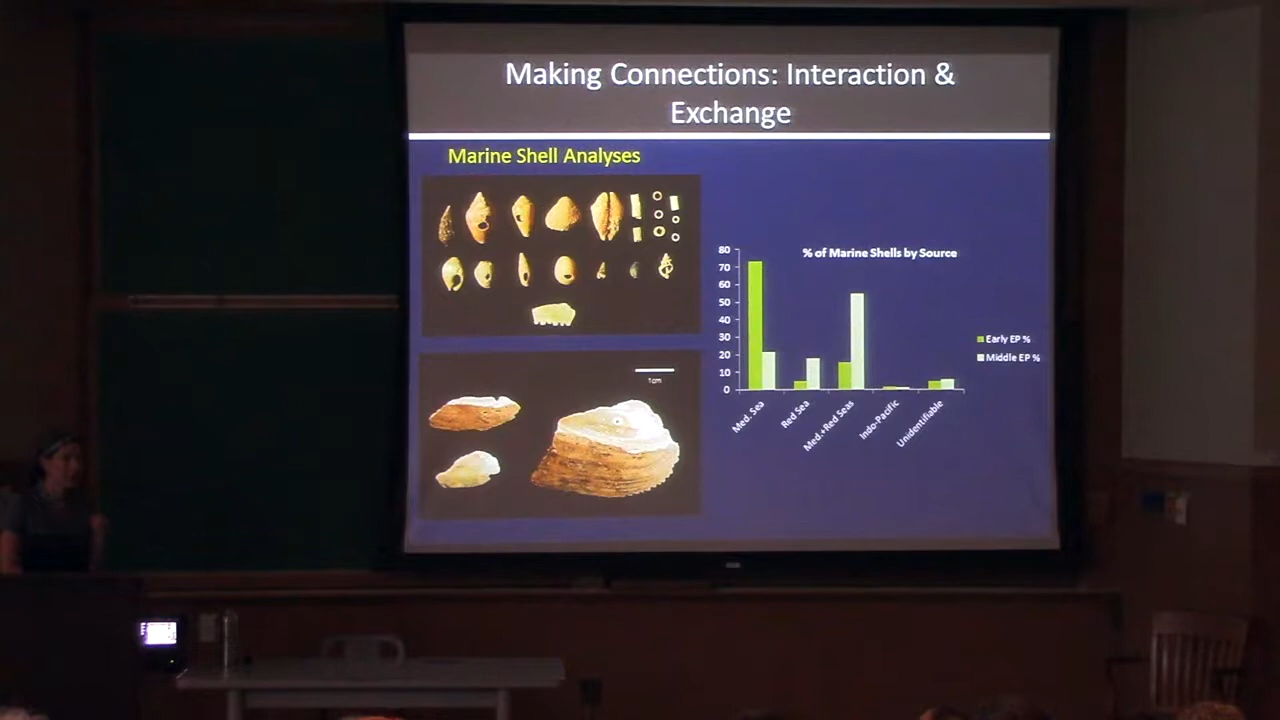 Making Connections: Interaction &
Exchange
Marine Shell Analyses
1cm
% of Marine Shells by Source
80
70
60
50
40
30
20
10
0
Med. Sea
Red Sea
Med.+Red Seas
Indo-Pacific
Unidentifiable
Early EP %
Middle EP %